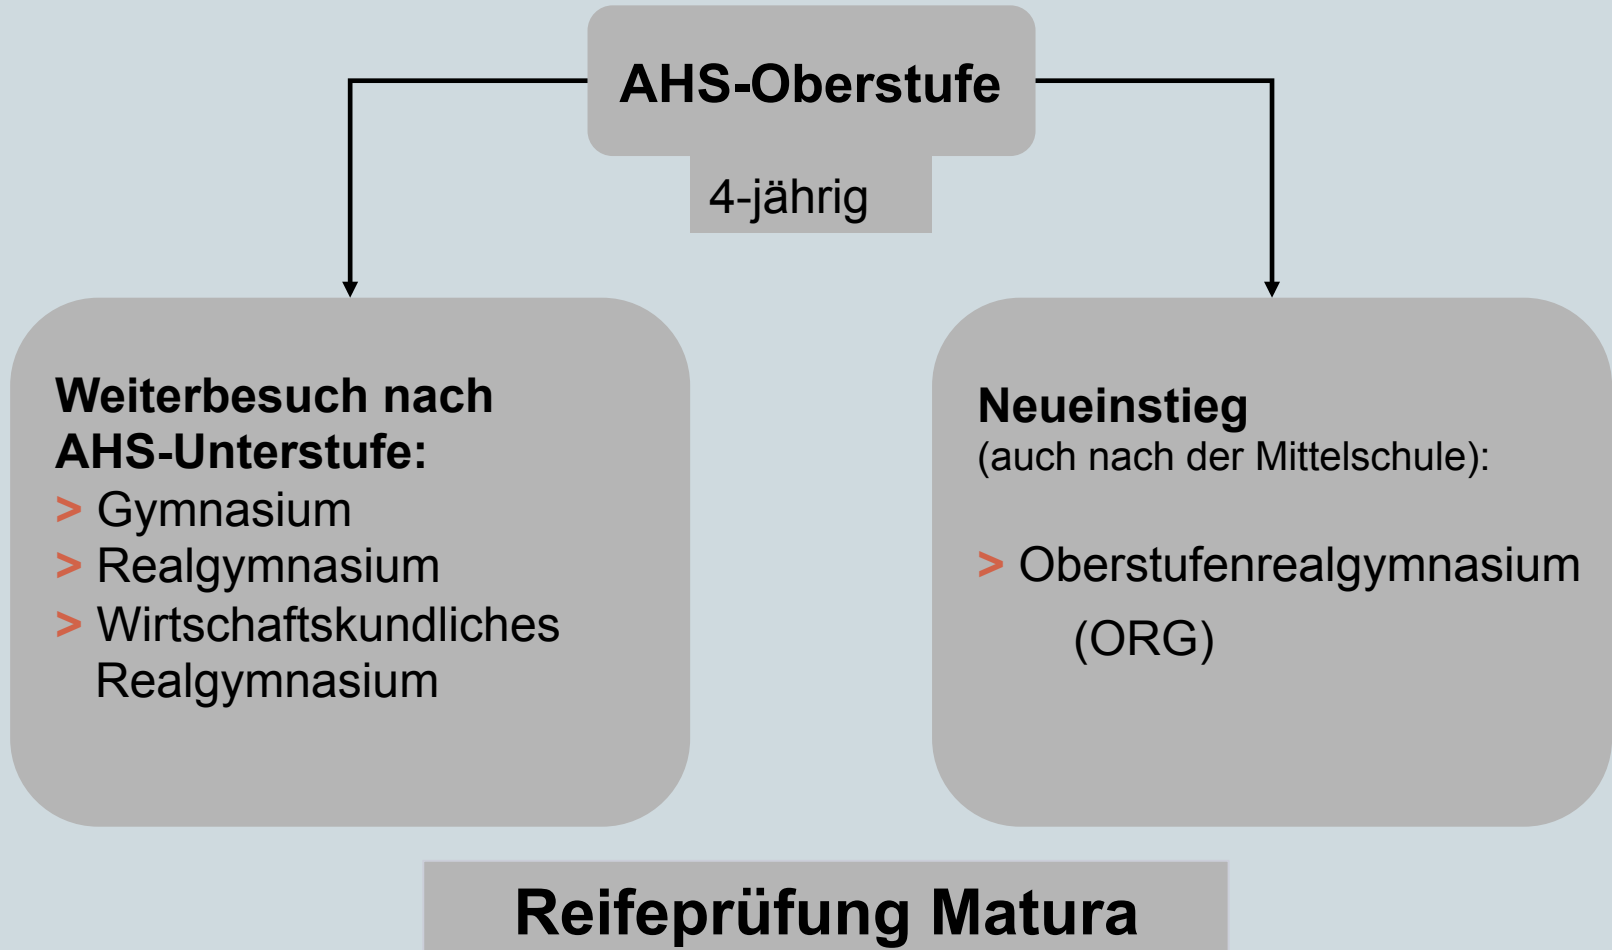 AHS-Oberstufe
4-jährig
Weiterbesuch nach
AHS-Unterstufe:
> Gymnasium
> Realgymnasium
> Wirtschaftskundliches
Realgymnasium
Neueinstieg
(auch nach der Mittelschule):
> Oberstufenrealgymnasium
(ORG)
Reifeprüfung Matura